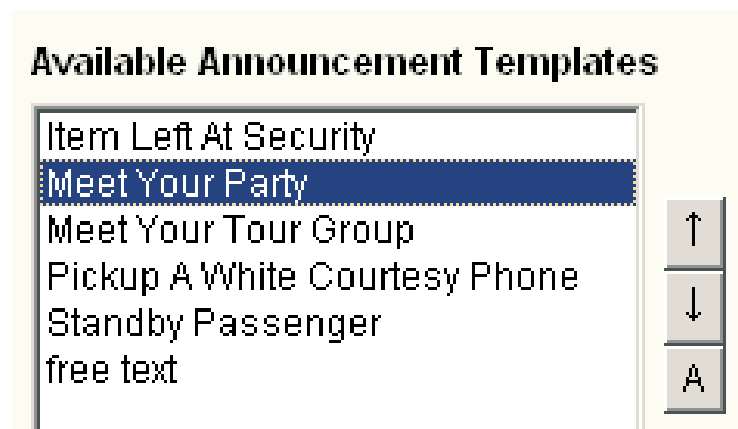 Available Announcement Templates
Item Left At Security
Meet Your Party
Meet Your Tour Group
Pickup A White Courtesy Phone
Standby Passenger
free text
↑
↓
A